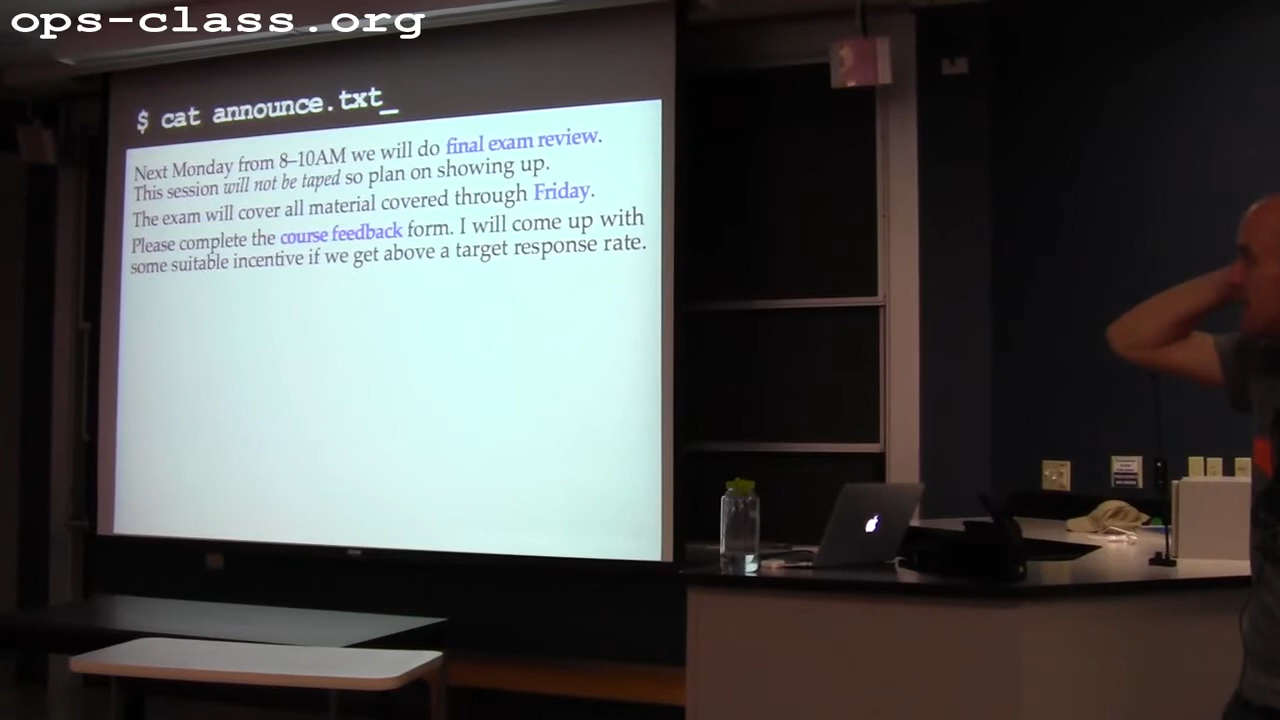 ops-class.org
$ cat announce.txt_
Next Monday from 8–10AM we will do final exam review.
This session will not be taped so plan on showing up.
The exam will cover all material covered through Friday.
Please complete the course feedback form. I will come up with
some suitable incentive if we get above a target response rate.